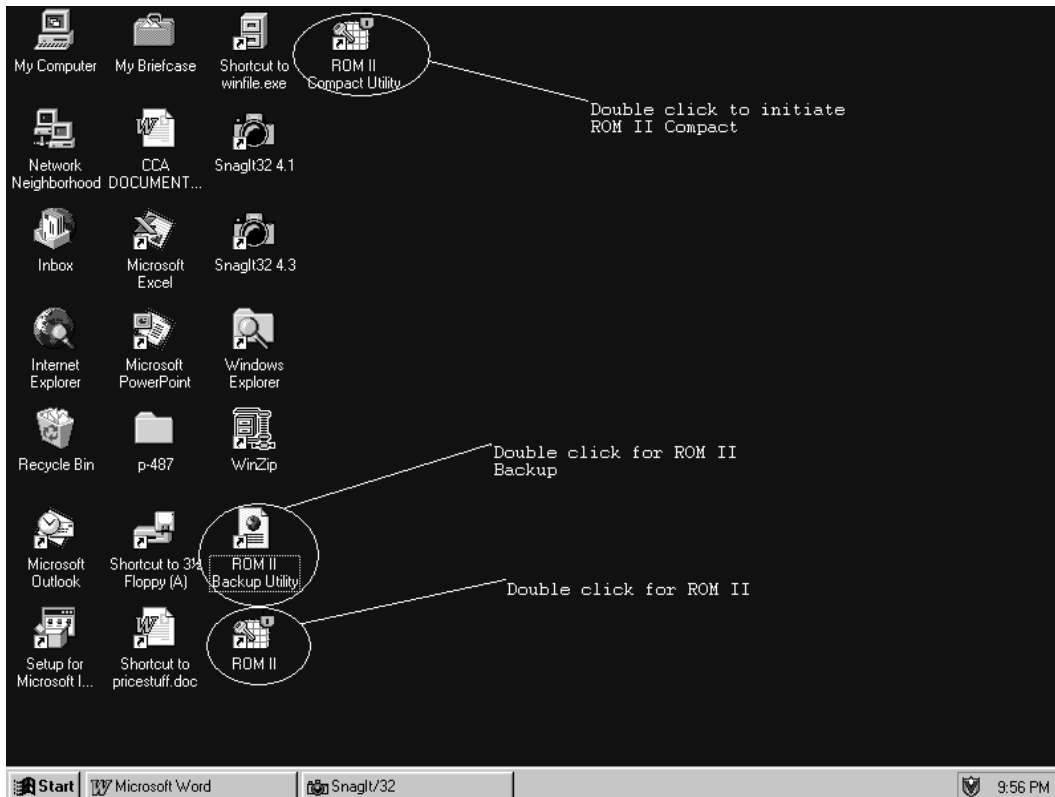 My Computer
My Briefcase
Shortcut to
winfile.exe
ROM II
Compact Utility
Double click to initiate
ROM II Compact
Network
Neighborhood
CCA
DOCUMENT...
SnagIt32 4.1
Inbox
Microsoft
Excel
SnagIt32 4.3
Internet
Explorer
Microsoft
PowerPoint
Windows
Explorer
Recycle Bin
p-487
WinZip
Double click for ROM II
Backup
Microsoft
Outlook
Shortcut to 3½
Floppy (A)
ROM II
Backup Utility
Double click for ROM II
Setup for
Microsoft I...
Shortcut to
pricestuff.doc
ROM II
Start
Microsoft Word
SnagIt/32
9:56 PM